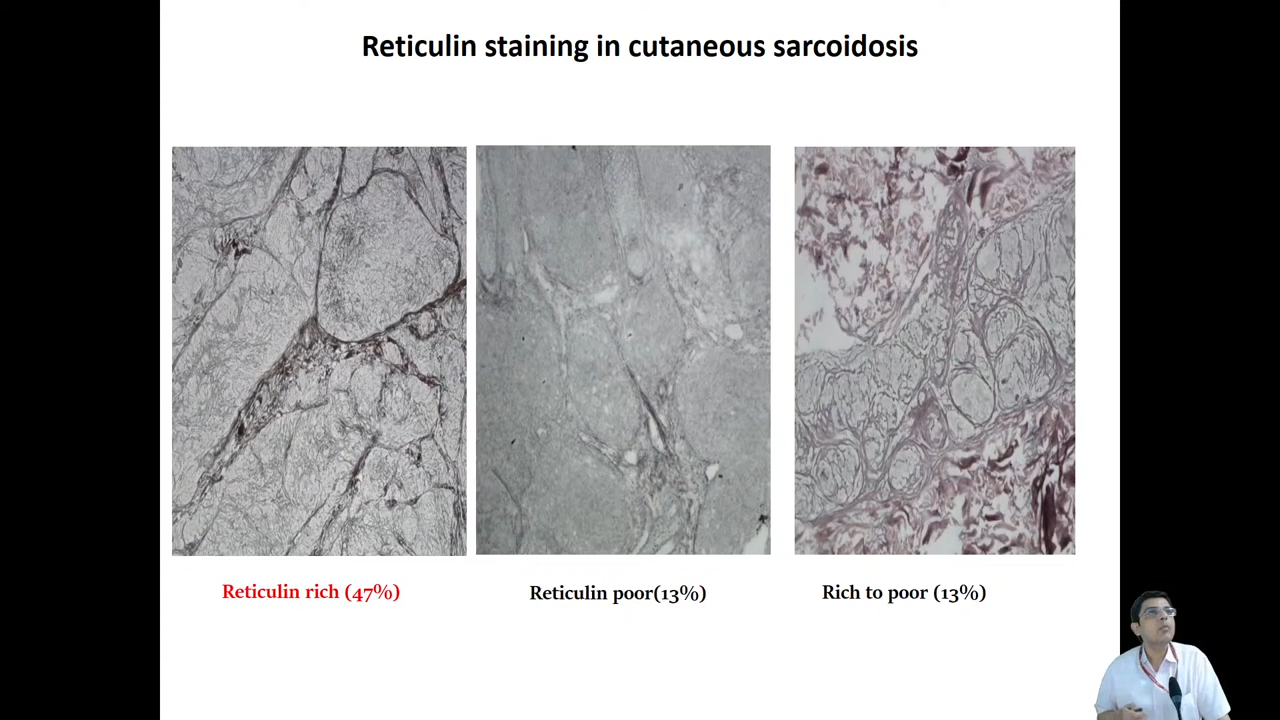 Reticulin staining in cutaneous sarcoidosis
Reticulin rich (47%)
Reticulin poor(13%)
Rich to poor (13%)